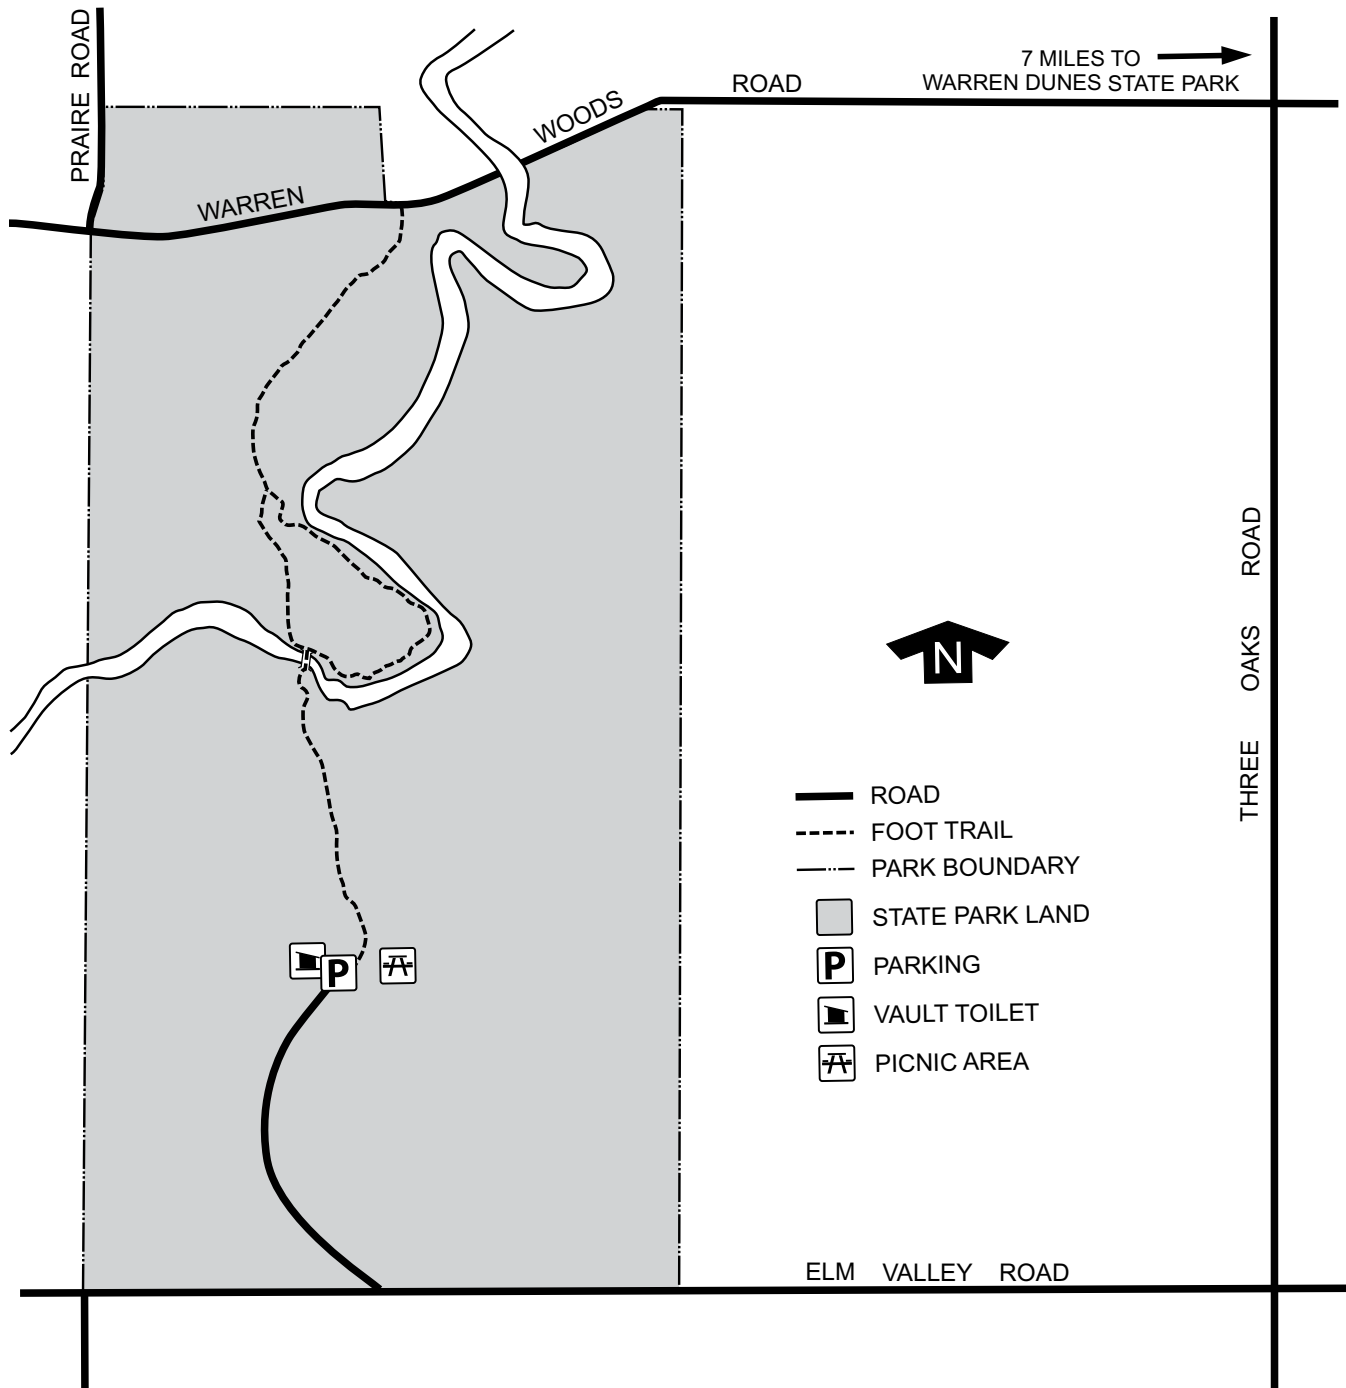 PRAIRE ROAD
7 MILES TO
WARREN DUNES STATE PARK
ROAD
WOODS
WARREN
THREE OAKS ROAD
N
ROAD
FOOT TRAIL
PARK BOUNDARY
STATE PARK LAND
P PARKING
VAULT TOILET
PICNIC AREA
P
ELM VALLEY ROAD